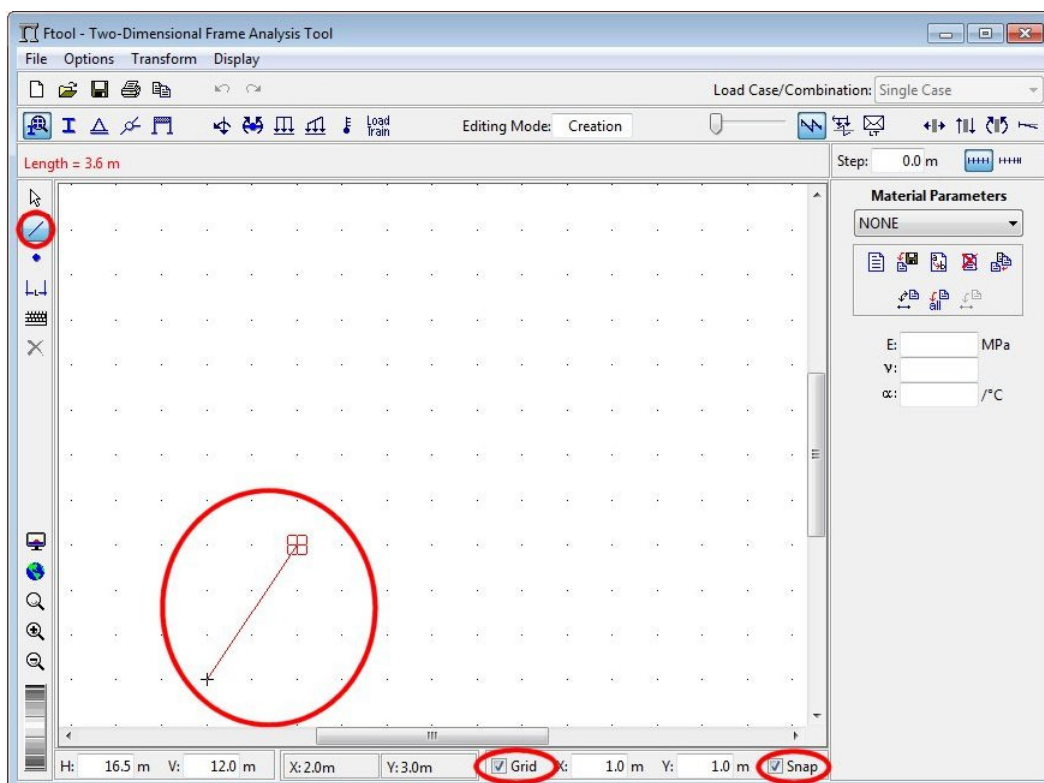 Ftool - Two-Dimensional Frame Analysis Tool
File Options Transform Display
Load Case/Combination: Single Case
Load Train
Editing Mode: Creation
LT
Length = 3.6 m
Step: 0.0 m
Material Parameters
NONE
all
E: MPa
ν:
α: /°C
H: 16.5 m V: 12.0 m X: 2.0m Y: 3.0m Grid X: 1.0 m Y: 1.0 m Snap